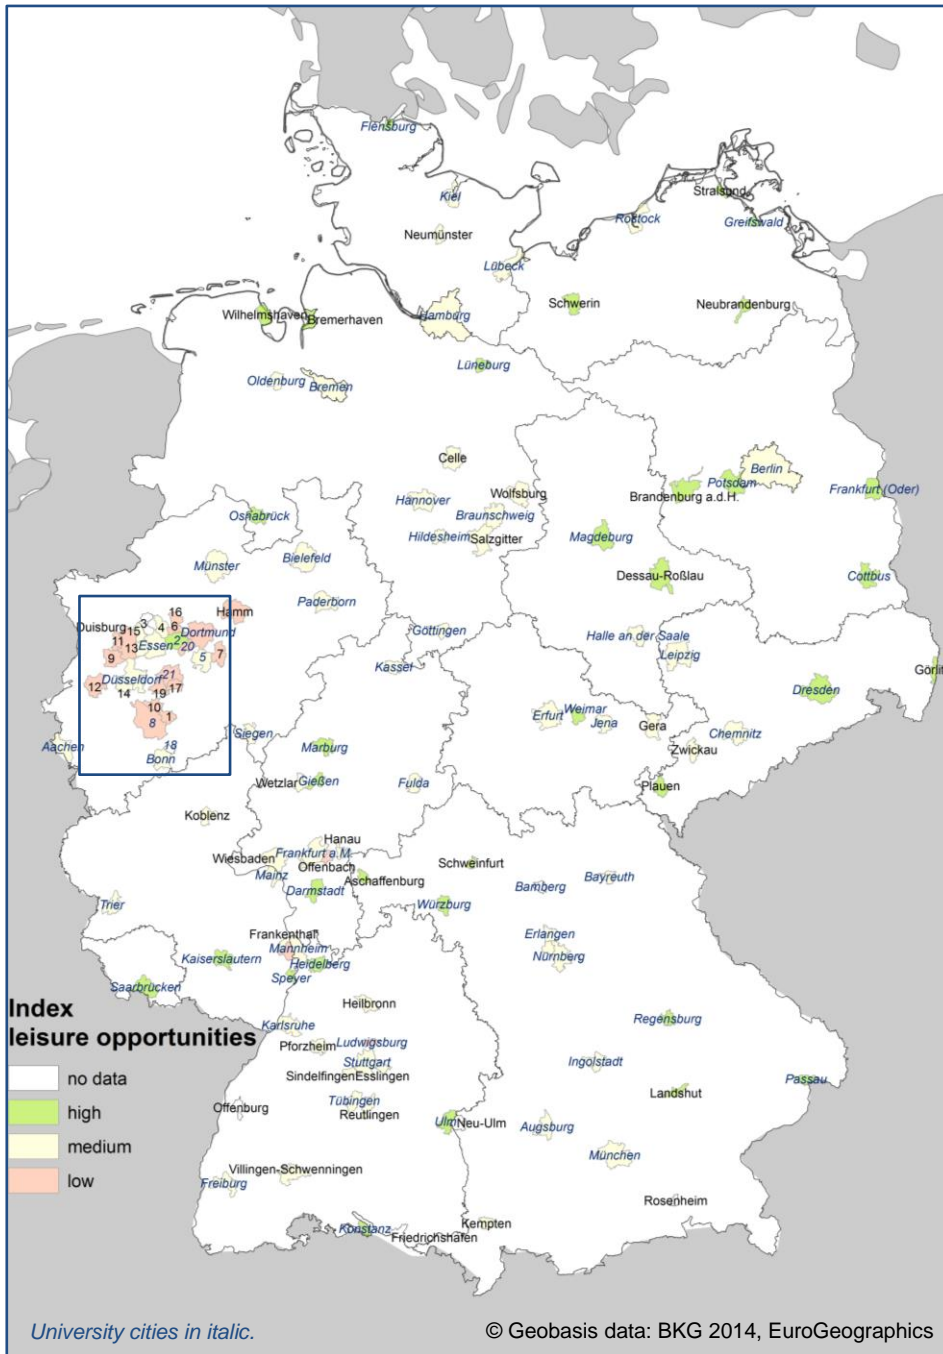 Flensburg
Stralsund
Kiel
Rostock
Greifswald
Neumünster
Lübeck
Schwerin
Neubrandenburg
Wilhelmshaven
Bremerhaven
Hamburg
Lüneburg
Oldenburg
Bremen
Celle
Berlin
Potsdam
Brandenburg a.d.H.
Frankfurt (Oder)
Hannover
Wolfsburg
Braunschweig
Osnabrück
Hildesheim
Salzgitter
Magdeburg
Münster
Bielefeld
Dessau-Roßlau
Cottbus
Paderborn
16
Hamm
Duisburg
3
4
6
15
Dortmund
Göttingen
Halle an der Saale
11
13
Essen
2
20
5
7
9
Leipzig
Kassel
Görlit
12
Düsseldorf
21
14
19
17
Dresden
10
8
1
Erfurt
Weimar
Jena
Gera
Chemnitz
18
Siegen
Aachen
Bonn
Marburg
Zwickau
Wetzlar
Gießen
Fulda
Plauen
Koblenz
Hanau
Wiesbaden
Frankfurt a.M.
Offenbach
Schweinfurt
Mainz
Aschaffenburg
Bayreuth
Darmstadt
Bamberg
Trier
Würzburg
Frankenthal
Erlangen
Mannheim
Nürnberg
Kaiserslautern
Heidelberg
Speyer
Saarbrücken
Index
leisure opportunities
no data
high
medium
low
Heilbronn
Karlsruhe
Regensburg
Pforzheim
Ludwigsburg
Stuttgart
Ingolstadt
Sindelfingen
Esslingen
Passau
Landshut
Tübingen
Offenburg
Reutlingen
Ulm
Neu-Ulm
Augsburg
München
Villingen-Schwenningen
Freiburg
Rosenheim
Konstanz
Kempten
Friedrichshafen
University cities in italic.
© Geobasis data: BKG 2014, EuroGeographics